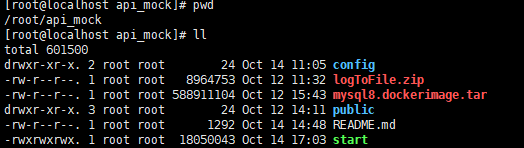 [root@localhost api_mock]# pwd
/root/api_mock
[root@localhost api_mock]# ll
total 601500
drwxr-xr-x. 2 root root        24 Oct 14 11:05 config
-rw-r--r--. 1 root root   8964753 Oct 12 11:32 logToFile.zip
-rw-r--r--. 1 root root 588911104 Oct 12 15:43 mysql8.dockerimage.tar
drwxr-xr-x. 3 root root        24 Oct 12 14:11 public
-rw-r--r--. 1 root root      1292 Oct 14 14:48 README.md
-rwxrwxrwx. 1 root root  18050043 Oct 14 17:03 start